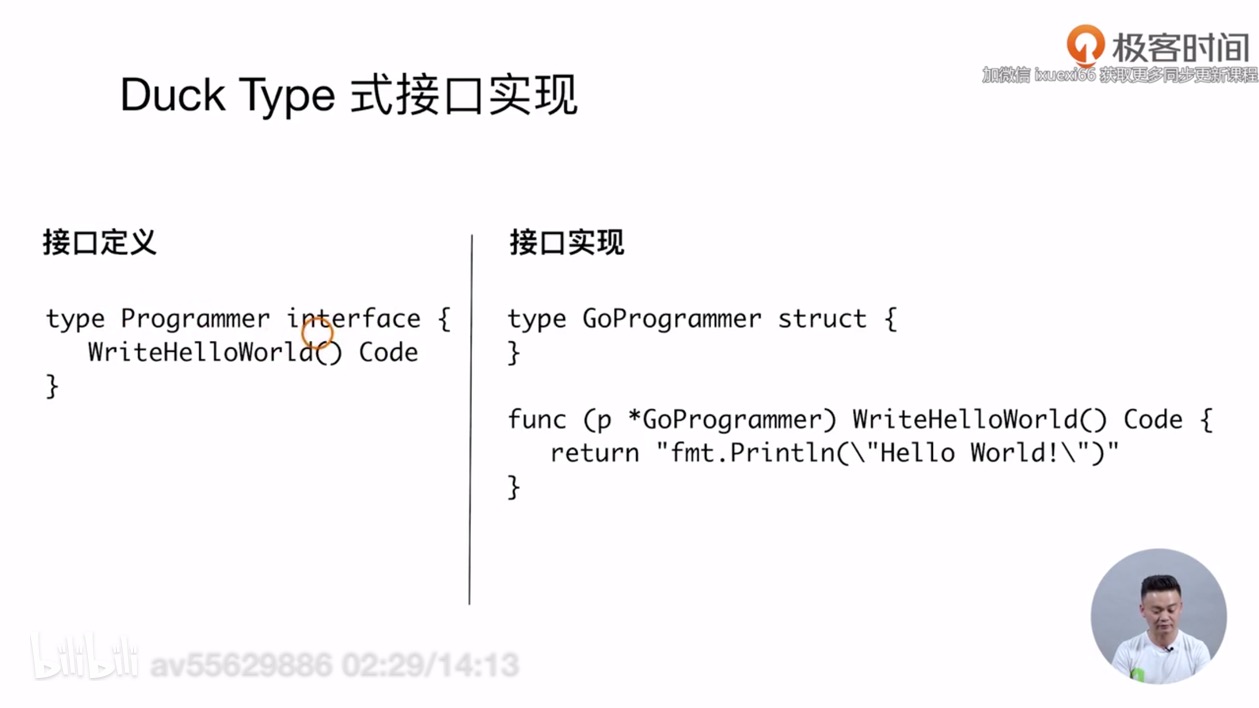 极客时间
加微信 ixuexi66 获取更多同步更新课程
Duck Type 式接口实现
接口定义
type Programmer interface {
WriteHelloWorld() Code
}
接口实现
type GoProgrammer struct {
}
func (p *GoProgrammer) WriteHelloWorld() Code {
return "fmt.Println(\"Hello World!\")"
}
bilibili av55629886 02:29/14:13